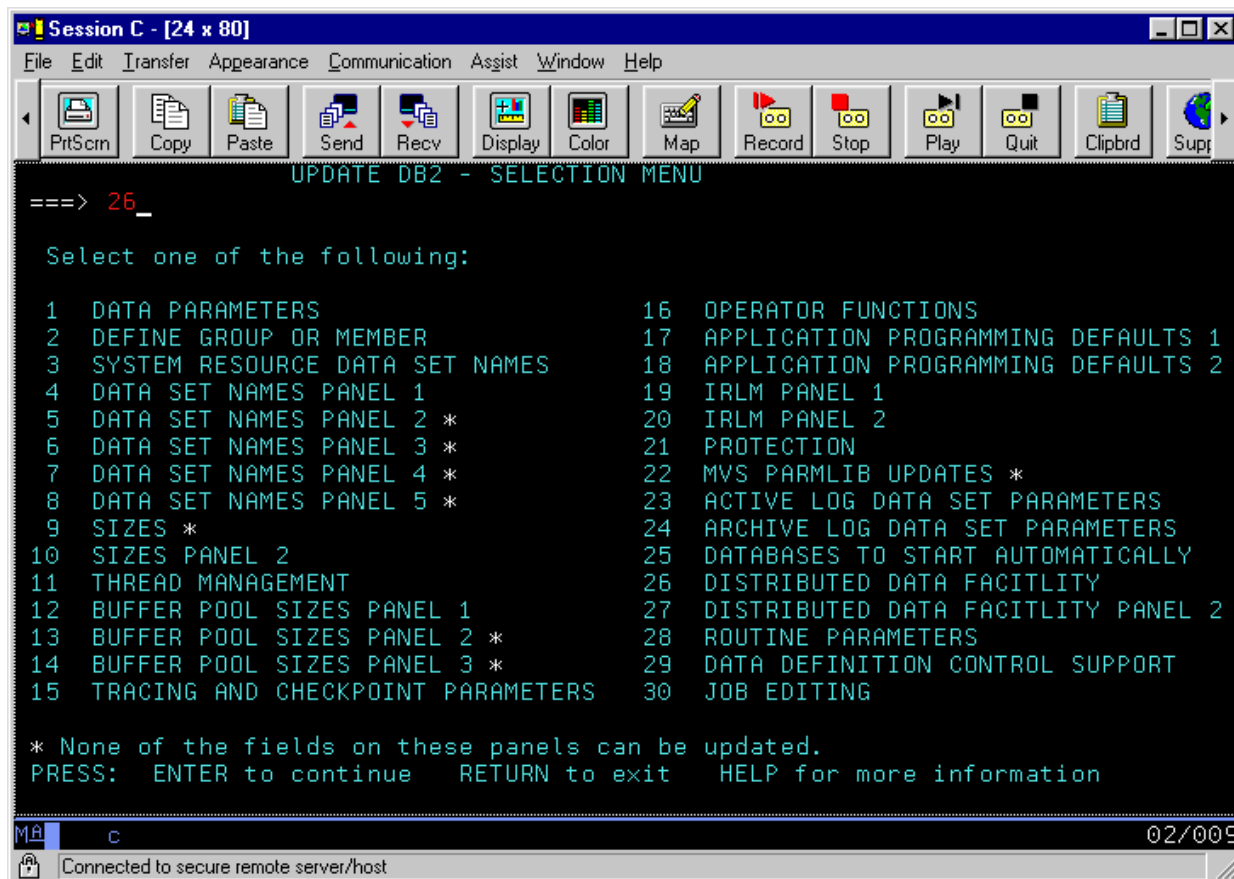 Session C - [24 x 80]
File Edit Transfer Appearance Communication Assist Window Help
PrtScrn Copy Paste Send Recv Display Color Map Record Stop Play Quit Clipbrd Supp
UPDATE DB2 - SELECTION MENU
===> 26_
Select one of the following:
1 DATA PARAMETERS 16 OPERATOR FUNCTIONS
2 DEFINE GROUP OR MEMBER 17 APPLICATION PROGRAMMING DEFAULTS 1
3 SYSTEM RESOURCE DATA SET NAMES 18 APPLICATION PROGRAMMING DEFAULTS 2
4 DATA SET NAMES PANEL 1 19 IRLM PANEL 1
5 DATA SET NAMES PANEL 2 * 20 IRLM PANEL 2
6 DATA SET NAMES PANEL 3 * 21 PROTECTION
7 DATA SET NAMES PANEL 4 * 22 MVS PARMLIB UPDATES *
8 DATA SET NAMES PANEL 5 * 23 ACTIVE LOG DATA SET PARAMETERS
9 SIZES * 24 ARCHIVE LOG DATA SET PARAMETERS
10 SIZES PANEL 2 25 DATABASES TO START AUTOMATICALLY
11 THREAD MANAGEMENT 26 DISTRIBUTED DATA FACITLITY
12 BUFFER POOL SIZES PANEL 1 27 DISTRIBUTED DATA FACITLITY PANEL 2
13 BUFFER POOL SIZES PANEL 2 * 28 ROUTINE PARAMETERS
14 BUFFER POOL SIZES PANEL 3 * 29 DATA DEFINITION CONTROL SUPPORT
15 TRACING AND CHECKPOINT PARAMETERS 30 JOB EDITING
* None of the fields on these panels can be updated.
PRESS: ENTER to continue RETURN to exit HELP for more information
MA c 02/009
Connected to secure remote server/host